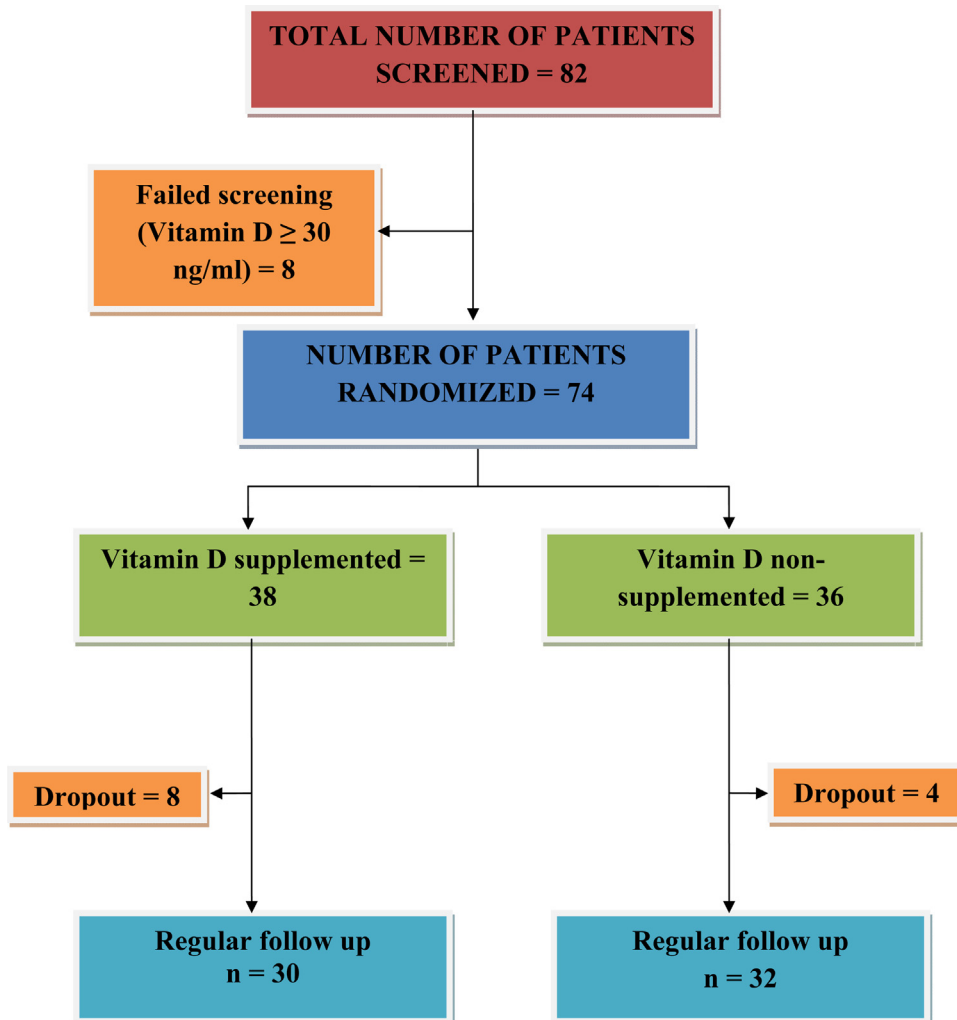 TOTAL NUMBER OF PATIENTS
SCREENED = 82
Failed screening
(Vitamin D ≥ 30
ng/ml) = 8
NUMBER OF PATIENTS
RANDOMIZED = 74
Vitamin D supplemented =
38
Vitamin D non-
supplemented = 36
Dropout = 8
Dropout = 4
Regular follow up
n = 30
Regular follow up
n = 32